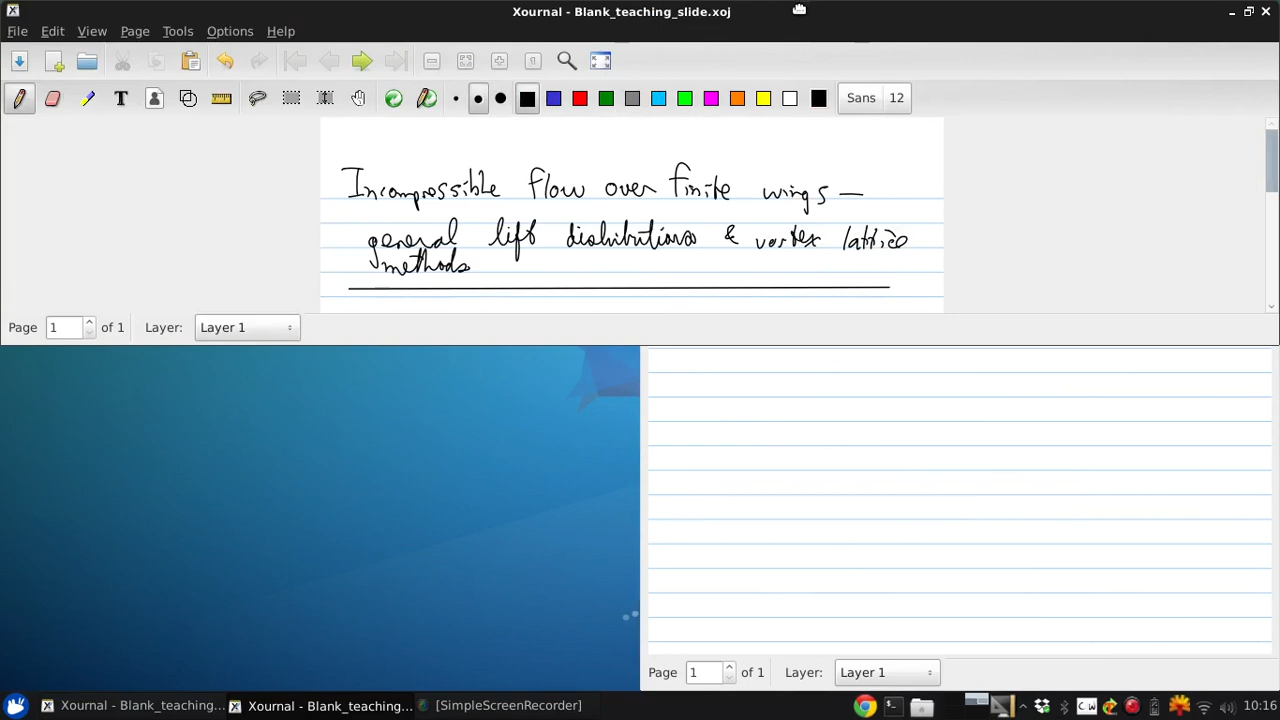 Xournal - Blank_teaching_slide.xoj
File Edit View Page Tools Options Help
Sans 12
Incompressible flow over finite wings —
general lift distributions & vortex lattice
methods
Page 1 of 1 Layer: Layer 1
Page 1 of 1 Layer: Layer 1
Xournal - Blank_teaching_... Xournal - Blank_teaching_... [SimpleScreenRecorder] 10:16